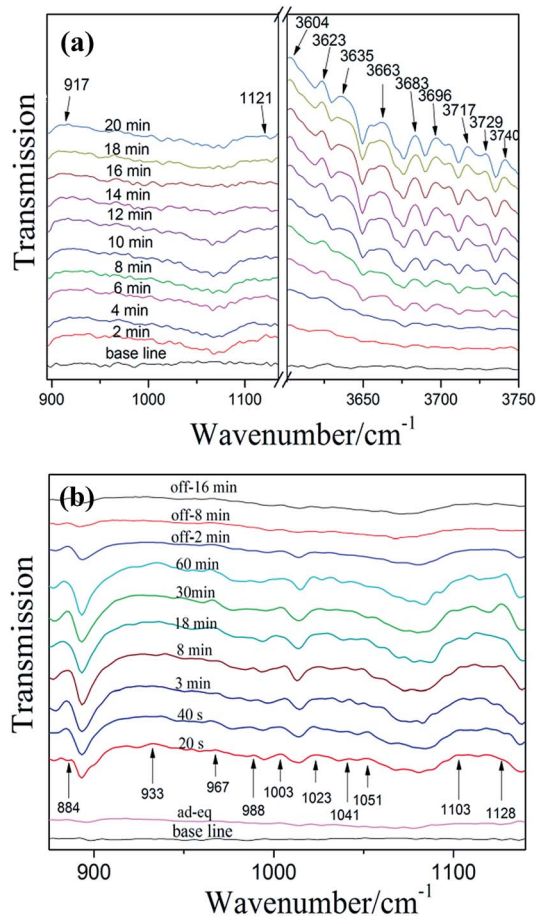 (a)
3604
3623
3635
3663
3683
3696
3717
3729
3740
917
1121
20 min
18 min
16 min
14 min
12 min
10 min
8 min
6 min
4 min
2 min
base line
Transmission
900 1000 1100 3650 3700 3750
Wavenumber/cm-1
(b)
off-16 min
off-8 min
off-2 min
60 min
30min
18 min
8 min
3 min
40 s
20 s
884 933 967 988 1003 1023 1041 1051 1103 1128
ad-eq
base line
Transmission
900 1000 1100
Wavenumber/cm-1